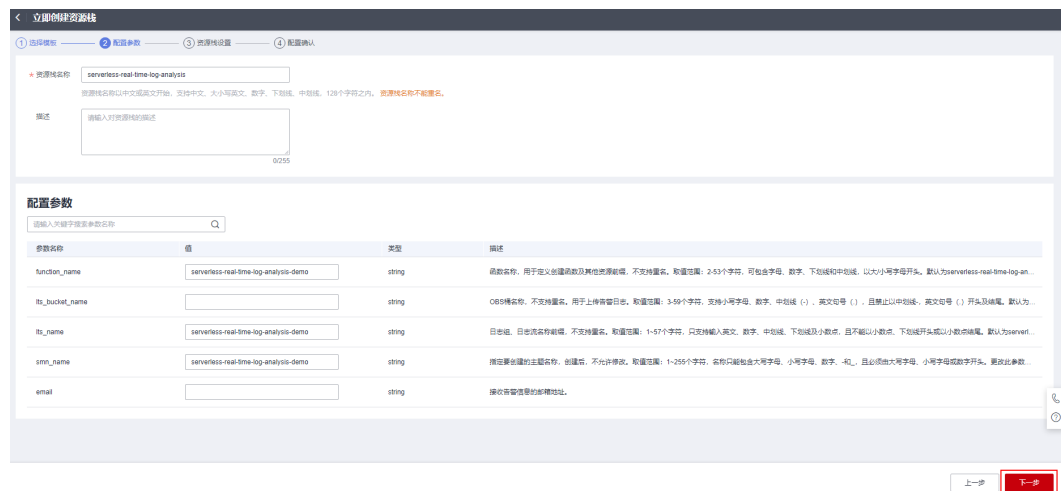 立即创建资源栈
1 选择模板 2 配置参数 3 资源栈设置 4 配置确认
* 资源栈名称 serverless-real-time-log-analysis
资源栈名称以中文或英文开始，支持中文、大小写英文、数字、下划线、中划线，128个字符之内。 资源栈名称不能重名。
描述 请输入对资源栈的描述
0/255
配置参数
请输入关键字搜索参数名称
参数名称 值 类型 描述
function_name serverless-real-time-log-analysis-demo string 函数名称，用于定义创建函数及其他资源前缀，不支持重名。取值范围：2-53个字符，可包含字母、数字、下划线和中划线，以大/小写字母开头。默认为serverless-real-time-log-an...
lts_bucket_name string OBS桶名称，不支持重名。用于上传告警日志。取值范围：3-59个字符，支持小写字母、数字、中划线（-）、英文句号（.），且禁止以中划线-、英文句号（.）开头及结尾。默认为...
lts_name serverless-real-time-log-analysis-demo string 日志组、日志流名称前缀，不支持重名。取值范围：1~57个字符，只支持输入英文、数字、中划线、下划线及小数点，且不能以小数点、下划线开头或以小数点结尾。默认为serverl...
smn_name serverless-real-time-log-analysis-demo string 指定要创建的主题名称，创建后，不允许修改。取值范围：1~255个字符，名称只能包含大写字母、小写字母、数字、-和_，且必须由大写字母、小写字母或数字开头。更改此参数...
email string 接收告警信息的邮箱地址。
上一步 下一步